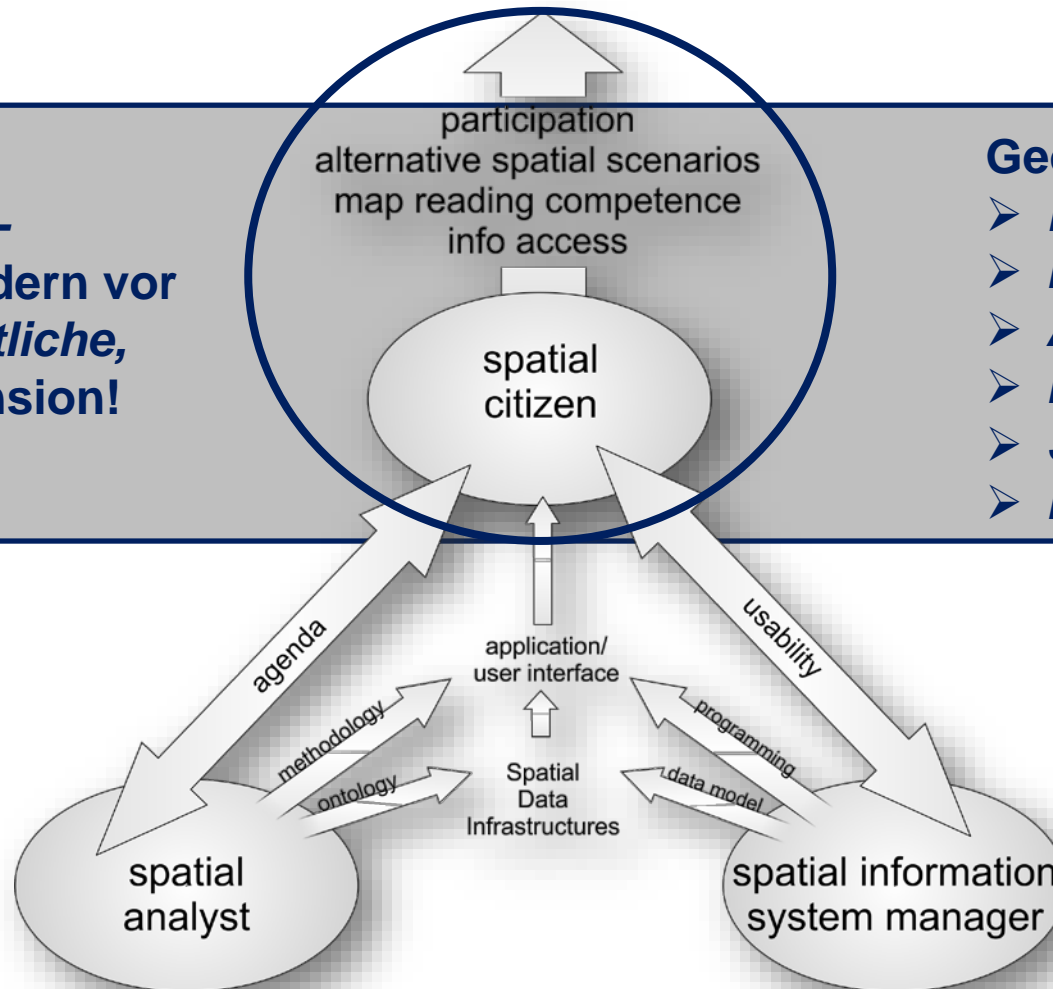 participation
alternative spatial scenarios
map reading competence
info access
dern vor
tliche,
nsion!
spatial
citizen
agenda
usability
application/
user interface
methodology
programming
ontology
data model
Spatial
Data
Infrastructures
spatial
analyst
spatial information
system manager